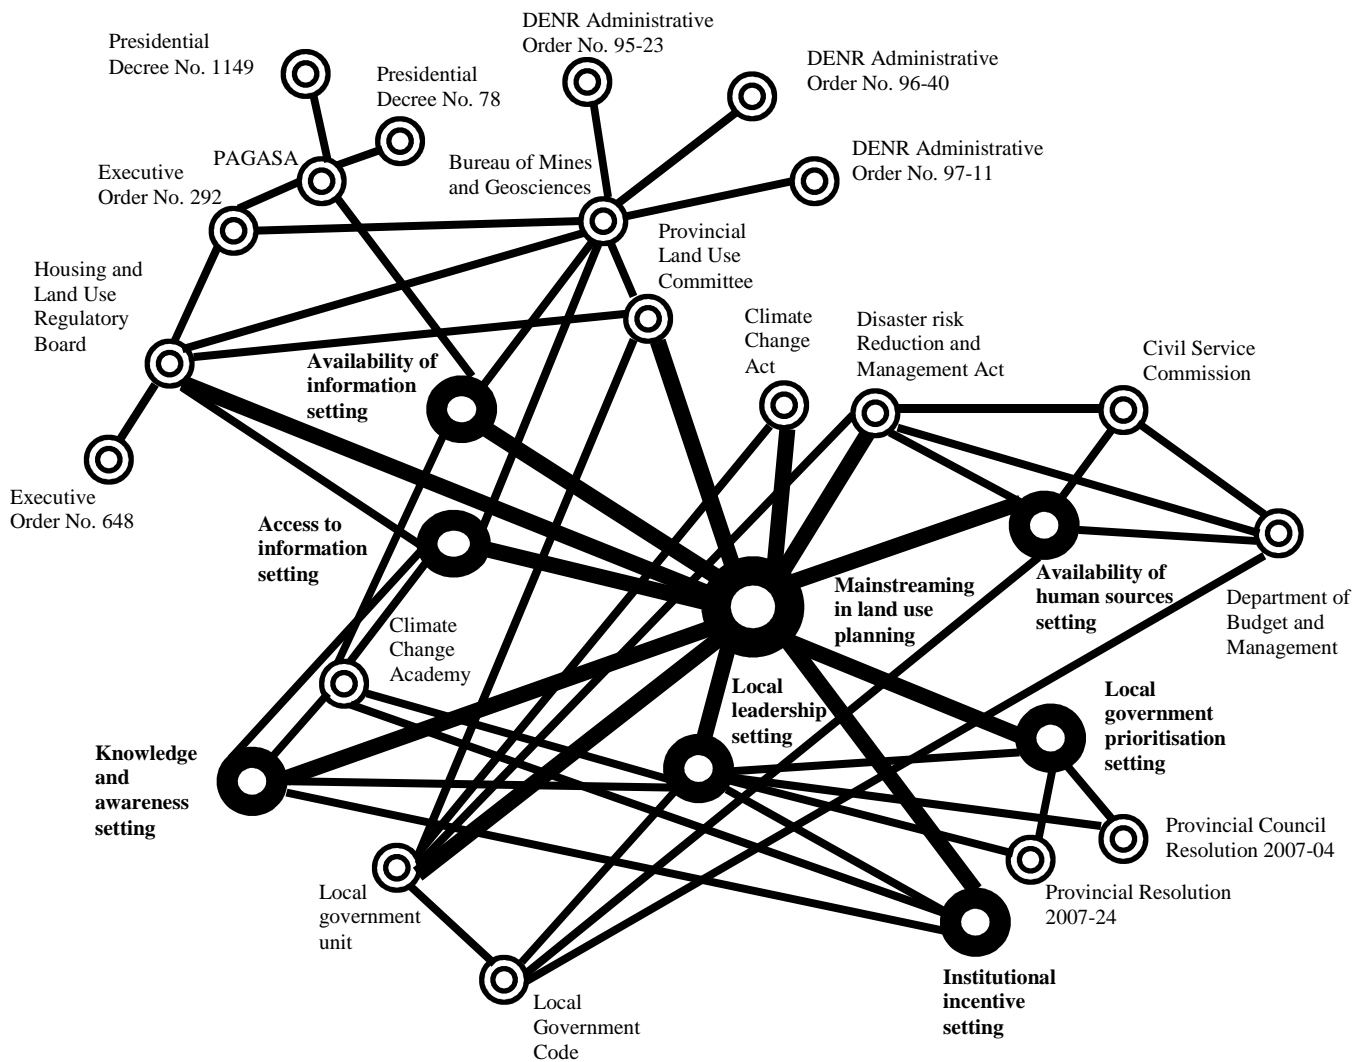 DENR Administrative
Order No. 95-23
Presidential
Decree No. 1149
DENR Administrative
Order No. 96-40
Presidential
Decree No. 78
PAGASA
Executive
Order No. 292
Bureau of Mines
and Geosciences
DENR Administrative
Order No. 97-11
Provincial
Land Use
Committee
Housing and
Land Use
Regulatory
Board
Climate
Change
Act
Disaster risk
Reduction and
Management Act
Civil Service
Commission
Availability of
information
setting
Executive
Order No. 648
Access to
information
setting
Mainstreaming
in land use
planning
Availability of
human sources
setting
Department of
Budget and
Management
Climate
Change
Academy
Local
leadership
setting
Local
government
prioritisation
setting
Knowledge
and
awareness
setting
Provincial Council
Resolution 2007-04
Provincial Resolution
2007-24
Local
government
unit
Institutional
incentive
setting
Local
Government
Code